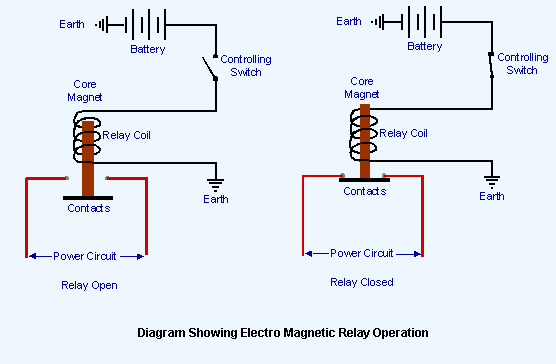 Earth
Battery
Controlling
Switch
Core
Magnet
Relay Coil
Earth
Contacts
Power Circuit
Relay Open
Earth
Battery
Controlling
Switch
Core
Magnet
Relay Coil
Earth
Contacts
Power Circuit
Relay Closed
Diagram Showing Electro Magnetic Relay Operation